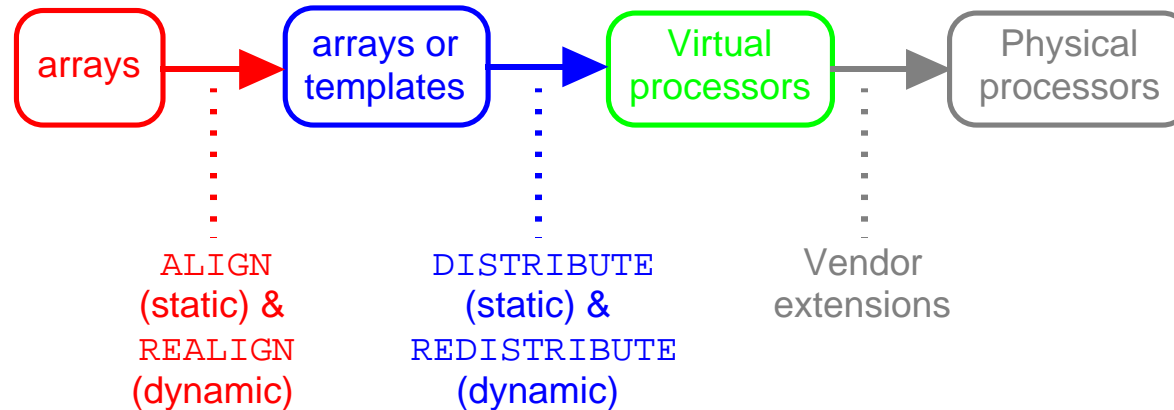 arrays
arrays or
templates
Virtual
processors
Physical
processors
ALIGN
(static) &
REALIGN
(dynamic)
DISTRIBUTE
(static) &
REDISTRIBUTE
(dynamic)
Vendor
extensions